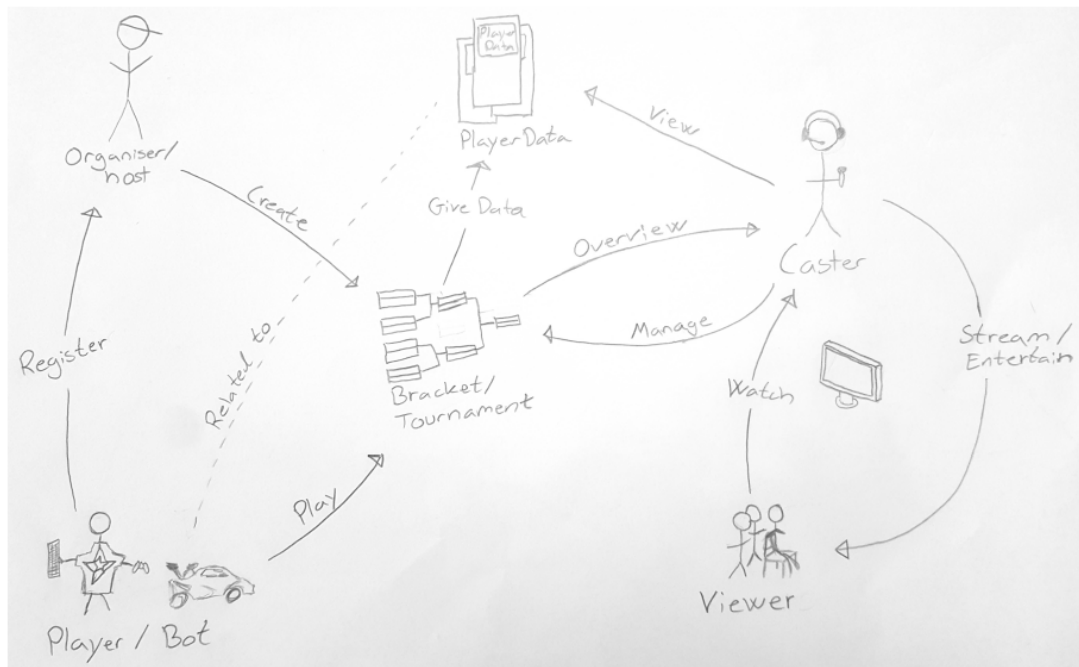 Player
Data
PlayerData
View
Organiser/
host
Create
Give Data
Overview
Caster
Register
Related to
Manage
Stream/
Entertain
Bracket/
Tournament
Watch
Play
Viewer
Player / Bot